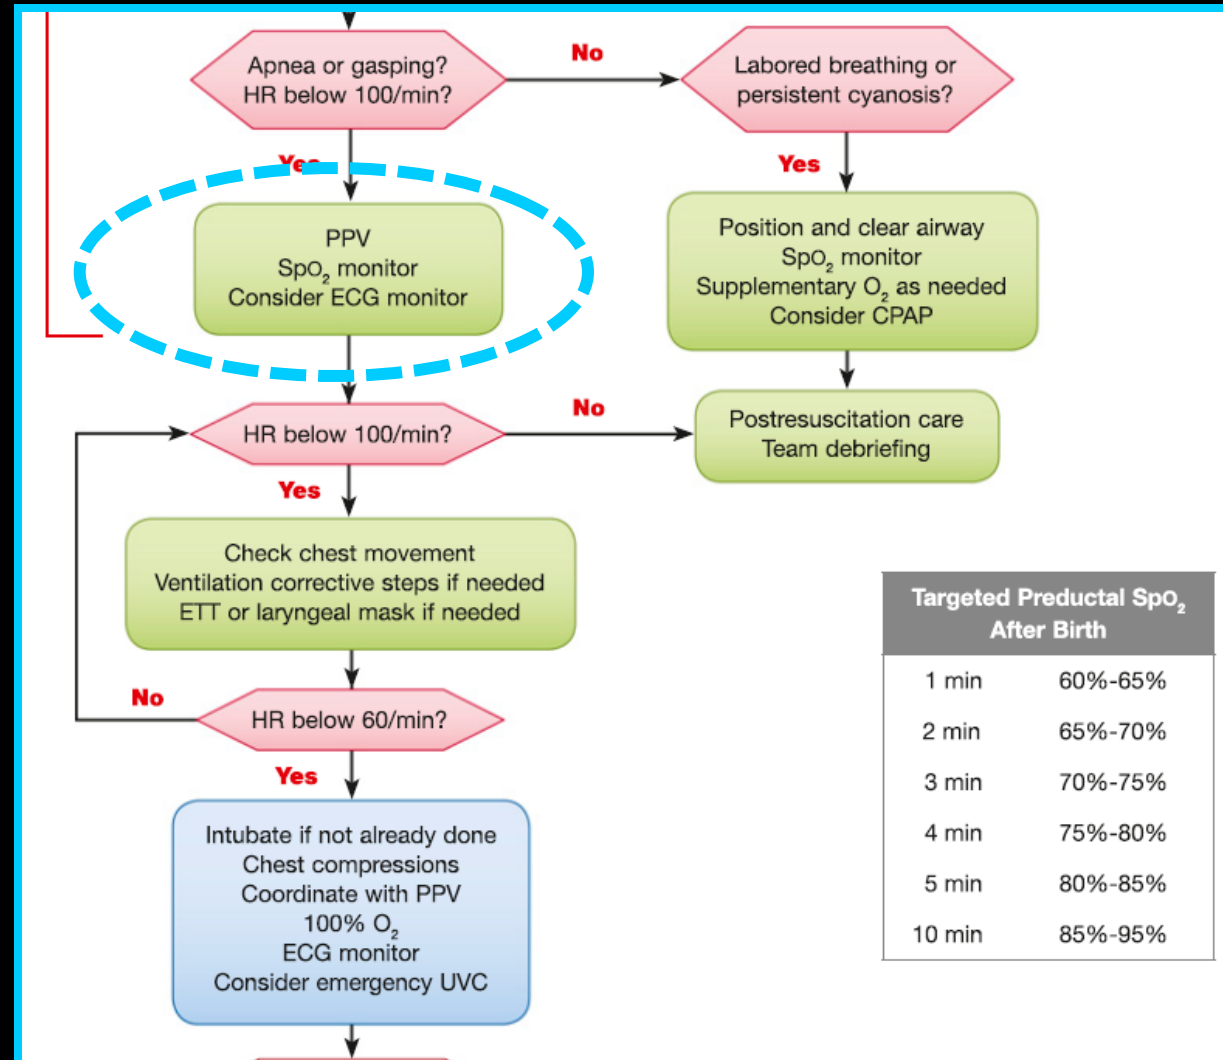 Apnea or gasping?
HR below 100/min?
No
Labored breathing or
persistent cyanosis?
Yes
PPV
SpO₂ monitor
Consider ECG monitor
Yes
Position and clear airway
SpO₂ monitor
Supplementary O₂ as needed
Consider CPAP
HR below 100/min?
No
Postresuscitation care
Team debriefing
Yes
Check chest movement
Ventilation corrective steps if needed
ETT or laryngeal mask if needed
No
HR below 60/min?
Yes
Intubate if not already done
Chest compressions
Coordinate with PPV
100% O₂
ECG monitor
Consider emergency UVC
Targeted Preductal SpO₂
After Birth
1 min 60%-65%
2 min 65%-70%
3 min 70%-75%
4 min 75%-80%
5 min 80%-85%
10 min 85%-95%